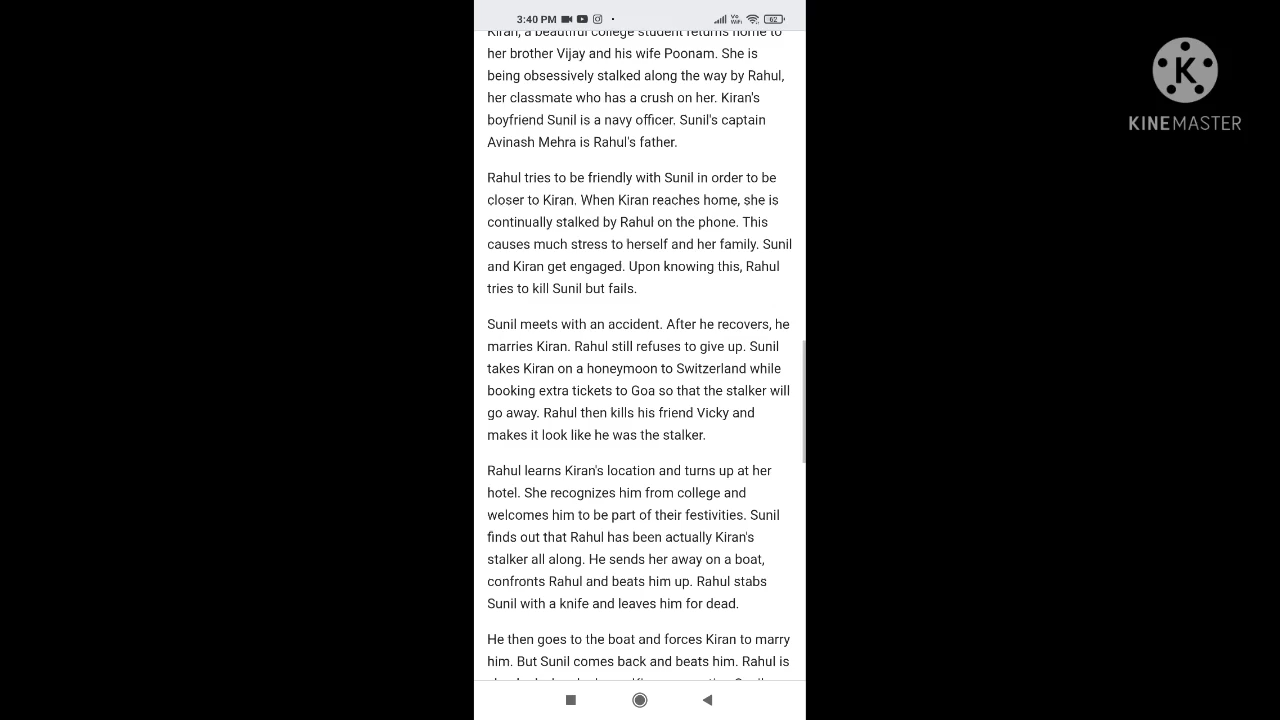 3:40 PM
Vo
WiFi
62
Kiran, a beautiful college student returns home to
her brother Vijay and his wife Poonam. She is
being obsessively stalked along the way by Rahul,
her classmate who has a crush on her. Kiran's
boyfriend Sunil is a navy officer. Sunil's captain
Avinash Mehra is Rahul's father.
Rahul tries to be friendly with Sunil in order to be
closer to Kiran. When Kiran reaches home, she is
continually stalked by Rahul on the phone. This
causes much stress to herself and her family. Sunil
and Kiran get engaged. Upon knowing this, Rahul
tries to kill Sunil but fails.
Sunil meets with an accident. After he recovers, he
marries Kiran. Rahul still refuses to give up. Sunil
takes Kiran on a honeymoon to Switzerland while
booking extra tickets to Goa so that the stalker will
go away. Rahul then kills his friend Vicky and
makes it look like he was the stalker.
Rahul learns Kiran's location and turns up at her
hotel. She recognizes him from college and
welcomes him to be part of their festivities. Sunil
finds out that Rahul has been actually Kiran's
stalker all along. He sends her away on a boat,
confronts Rahul and beats him up. Rahul stabs
Sunil with a knife and leaves him for dead.
He then goes to the boat and forces Kiran to marry
him. But Sunil comes back and beats him. Rahul is
K
KINEMASTER